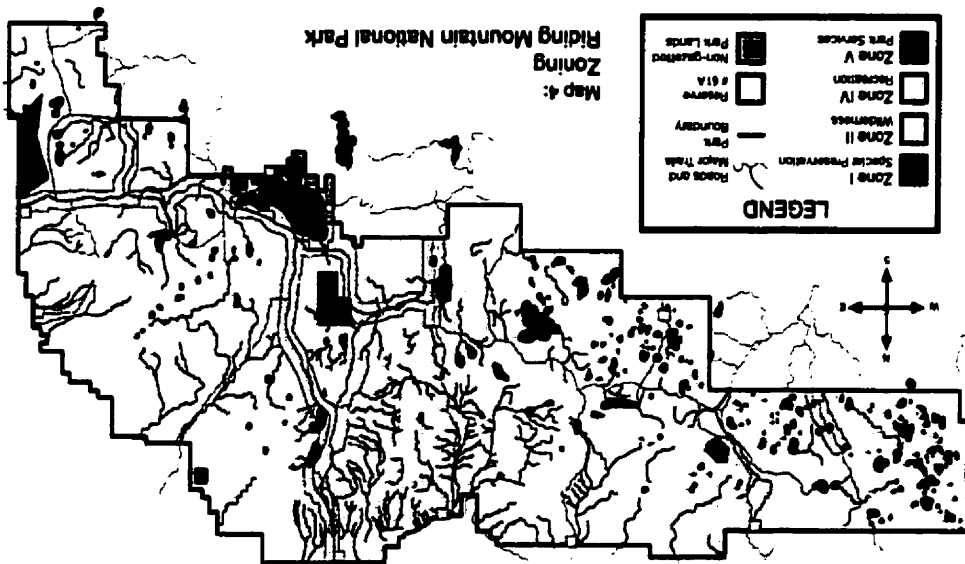 N
W E
S
LEGEND
Zone I
Special Preservation
Zone II
Wilderness
Zone IV
Recreation
Zone V
Park Services
Roads and
Major Trails
Park
Boundary
Reserve
# 61A
Non-gazetted
Park Lands
Map 4:
Zoning
Riding Mountain National Park